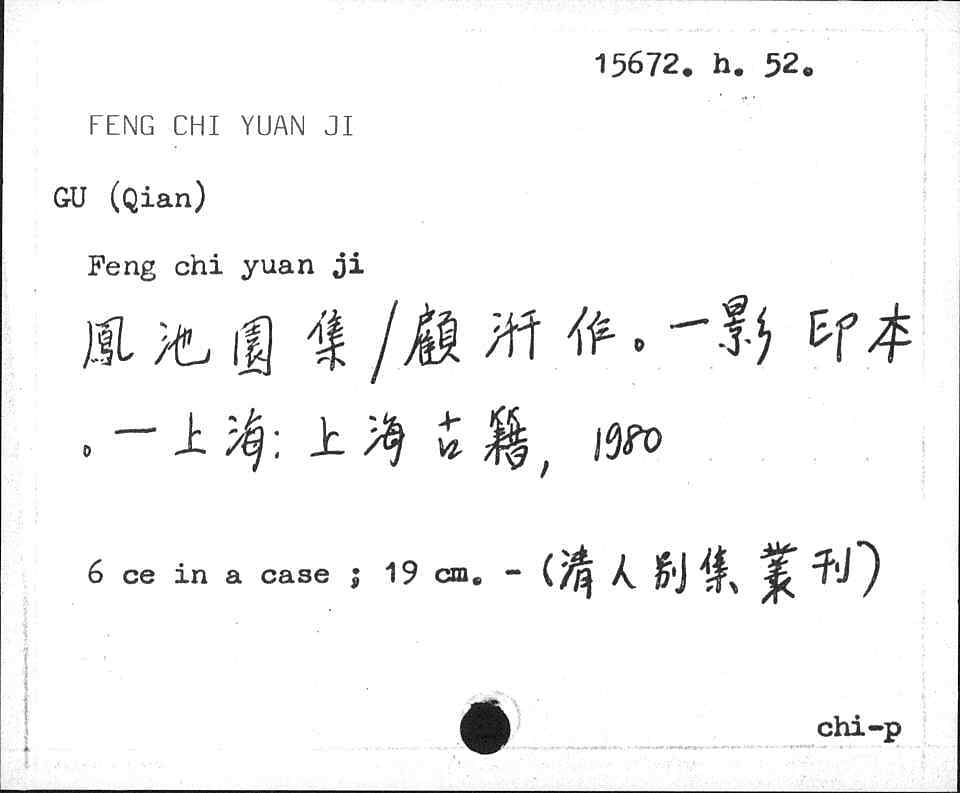 15672. h. 52.
FENG CHI YUAN JI
GU (Qian)
Feng chi yuan ji
鳳池園集/顧汧作。—影印本
。—上海:上海古籍, 1980
6 ce in a case ; 19 cm. - (清人别集叢刊)
chi-p